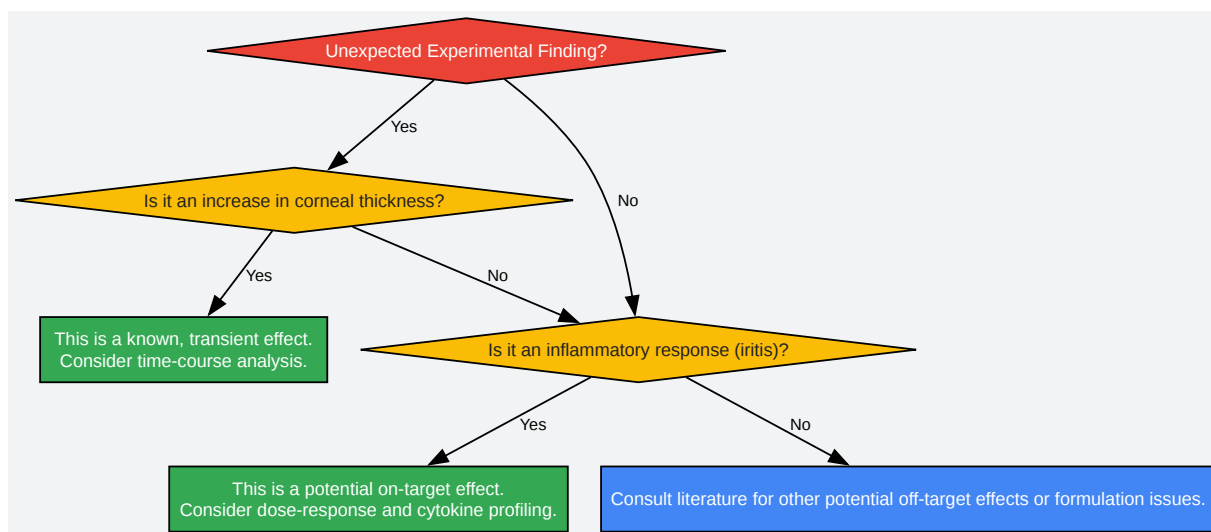 Unexpected Experimental Finding?
Yes
Is it an increase in corneal thickness?
No
Yes
No
This is a known, transient effect.
Consider time-course analysis.
Is it an inflammatory response (iritis)?
Yes
No
This is a potential on-target effect.
Consider dose-response and cytokine profiling.
Consult literature for other potential off-target effects or formulation issues.